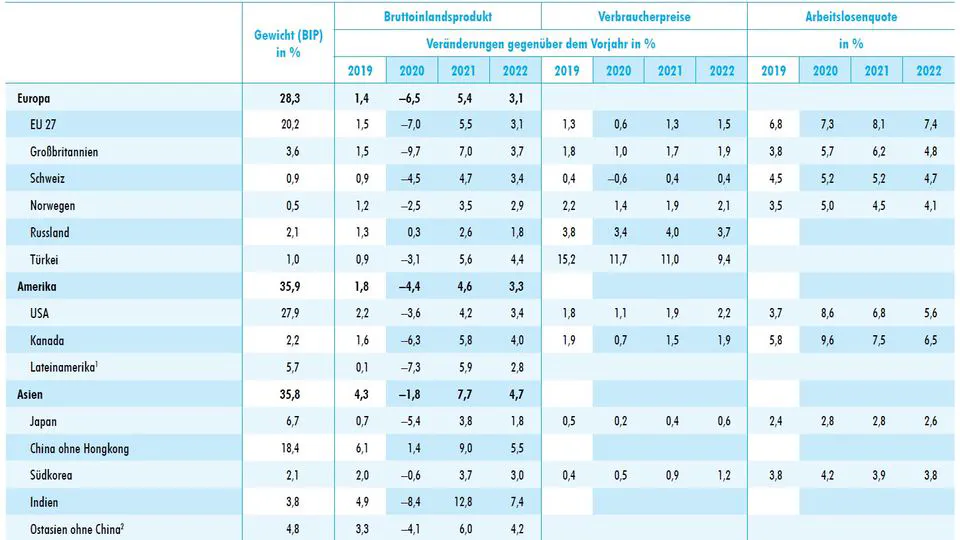 Bruttoinlandsprodukt Verbraucherpreise Arbeitslosenquote
Gewicht (BIP)
in %
Veränderungen gegenüber dem Vorjahr in % in %
2019 2020 2021 2022 2019 2020 2021 2022 2019 2020 2021 2022
Europa 28,3 1,4 –6,5 5,4 3,1
EU 27 20,2 1,5 –7,0 5,5 3,1 1,3 0,6 1,3 1,5 6,8 7,3 8,1 7,4
Großbritannien 3,6 1,5 –9,7 7,0 3,7 1,8 1,0 1,7 1,9 3,8 5,7 6,2 4,8
Schweiz 0,9 0,9 –4,5 4,7 3,4 0,4 –0,6 0,4 0,4 4,5 5,2 5,2 4,7
Norwegen 0,5 1,2 –2,5 3,5 2,9 2,2 1,4 1,9 2,1 3,5 5,0 4,5 4,1
Russland 2,1 1,3 0,3 2,6 1,8 3,8 3,4 4,0 3,7
Türkei 1,0 0,9 –3,1 5,6 4,4 15,2 11,7 11,0 9,4
Amerika 35,9 1,8 –4,4 4,6 3,3
USA 27,9 2,2 –3,6 4,2 3,4 1,8 1,1 1,9 2,2 3,7 8,6 6,8 5,6
Kanada 2,2 1,6 –6,3 5,8 4,0 1,9 0,7 1,5 1,9 5,8 9,6 7,5 6,5
Lateinamerika¹ 5,7 0,1 –7,3 5,9 2,8
Asien 35,8 4,3 –1,8 7,7 4,7
Japan 6,7 0,7 –5,4 3,8 1,8 0,5 0,2 0,4 0,6 2,4 2,8 2,8 2,6
China ohne Hongkong 18,4 6,1 1,4 9,0 5,5
Südkorea 2,1 2,0 –0,6 3,7 3,0 0,4 0,5 0,9 1,2 3,8 4,2 3,9 3,8
Indien 3,8 4,9 –8,4 12,8 7,4
Ostasien ohne China² 4,8 3,3 –4,1 6,0 4,2